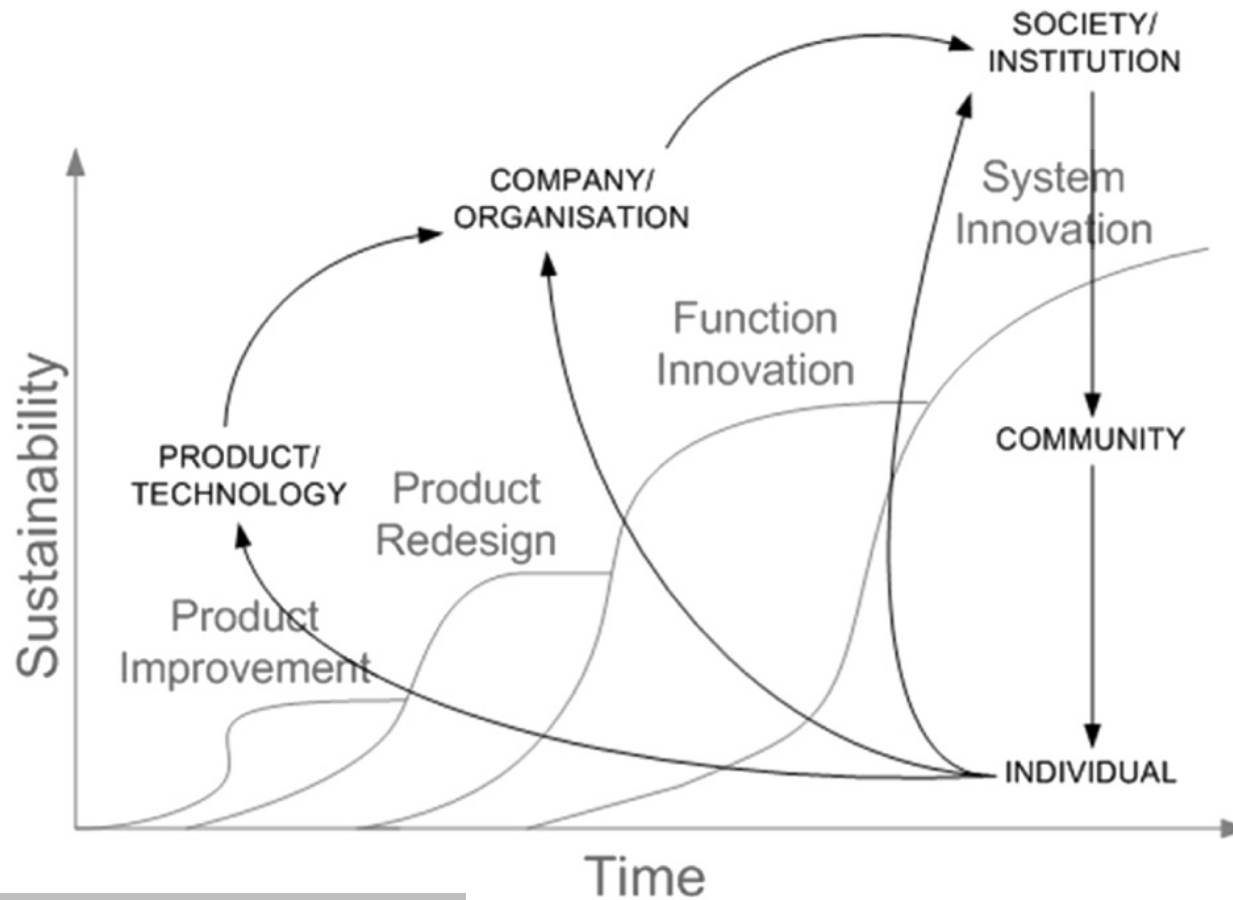 SOCIETY/
INSTITUTION
COMPANY/
ORGANISATION
System
Innovation
Function
Innovation
COMMUNITY
PRODUCT/
TECHNOLOGY
Product
Redesign
Product
Improvement
INDIVIDUAL
Sustainability
Time